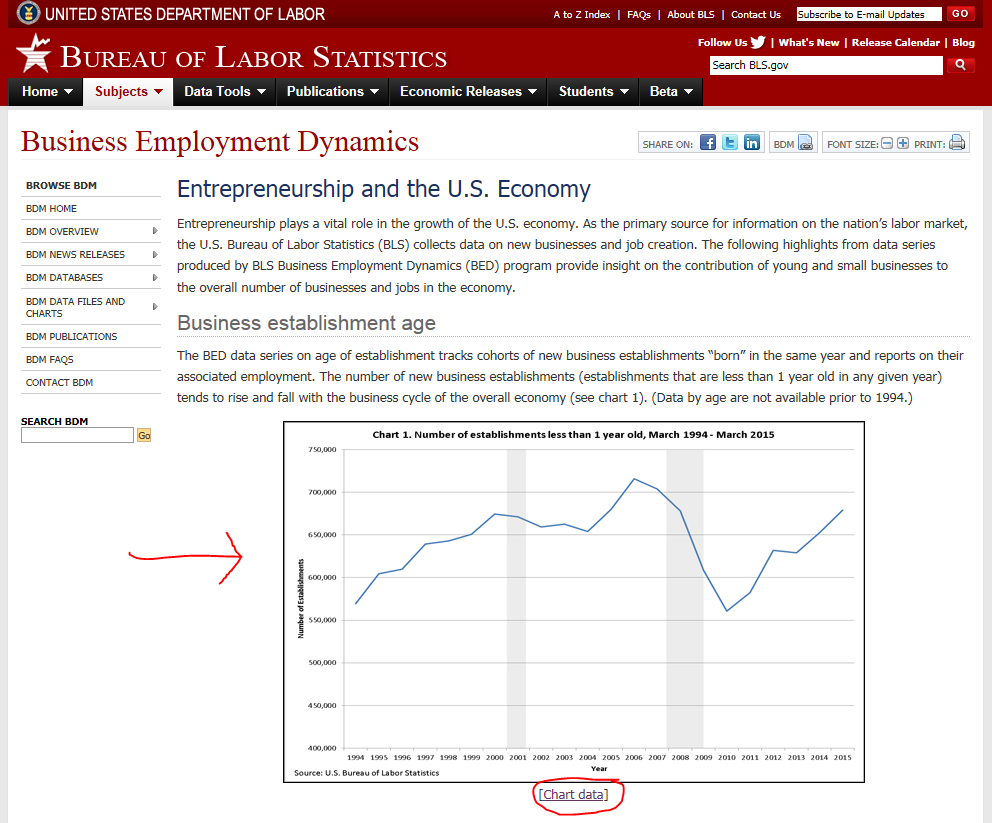 UNITED STATES DEPARTMENT OF LABOR
A to Z Index | FAQs | About BLS | Contact Us
Subscribe to E-mail Updates GO
BUREAU OF LABOR STATISTICS
Follow Us | What's New | Release Calendar | Blog
Search BLS.gov
Home Subjects Data Tools Publications Economic Releases Students Beta
Business Employment Dynamics
SHARE ON: BDM FONT SIZE: PRINT:
BROWSE BDM
BDM HOME
BDM OVERVIEW
BDM NEWS RELEASES
BDM DATABASES
BDM DATA FILES AND
CHARTS
BDM PUBLICATIONS
BDM FAQS
CONTACT BDM
SEARCH BDM
Go
Entrepreneurship and the U.S. Economy
Entrepreneurship plays a vital role in the growth of the U.S. economy. As the primary source for information on the nation's labor market,
the U.S. Bureau of Labor Statistics (BLS) collects data on new businesses and job creation. The following highlights from data series
produced by BLS Business Employment Dynamics (BED) program provide insight on the contribution of young and small businesses to
the overall number of businesses and jobs in the economy.
Business establishment age
The BED data series on age of establishment tracks cohorts of new business establishments “born” in the same year and reports on their
associated employment. The number of new business establishments (establishments that are less than 1 year old in any given year)
tends to rise and fall with the business cycle of the overall economy (see chart 1). (Data by age are not available prior to 1994.)
Chart 1. Number of establishments less than 1 year old, March 1994 - March 2015
750,000
700,000
650,000
600,000
550,000
500,000
450,000
400,000
Number of Establishments
1994 1995 1996 1997 1998 1999 2000 2001 2002 2003 2004 2005 2006 2007 2008 2009 2010 2011 2012 2013 2014 2015
Year
Source: U.S. Bureau of Labor Statistics
[Chart data]